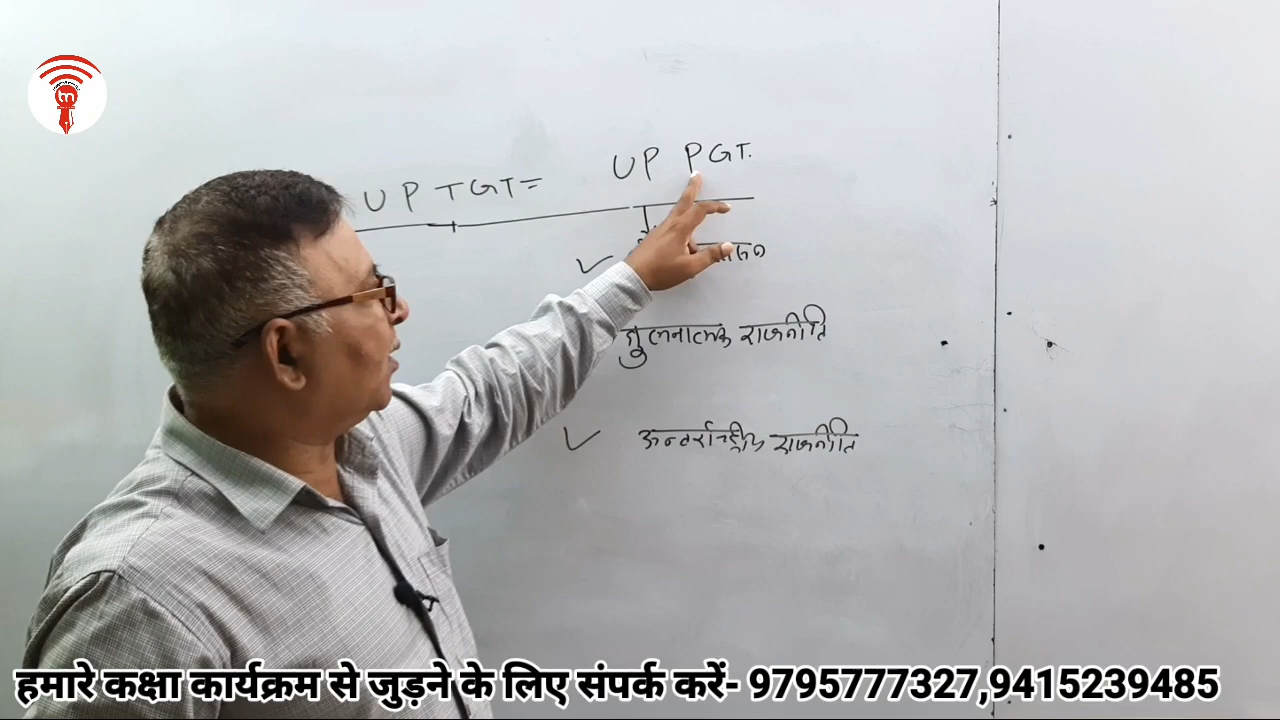 UP TGT=
UP PGT.
तुलनात्मक राजनीति
अन्तर्राष्ट्रीय राजनीति
हमारे कक्षा कार्यक्रम से जुड़ने के लिए संपर्क करें- 9795777327,9415239485